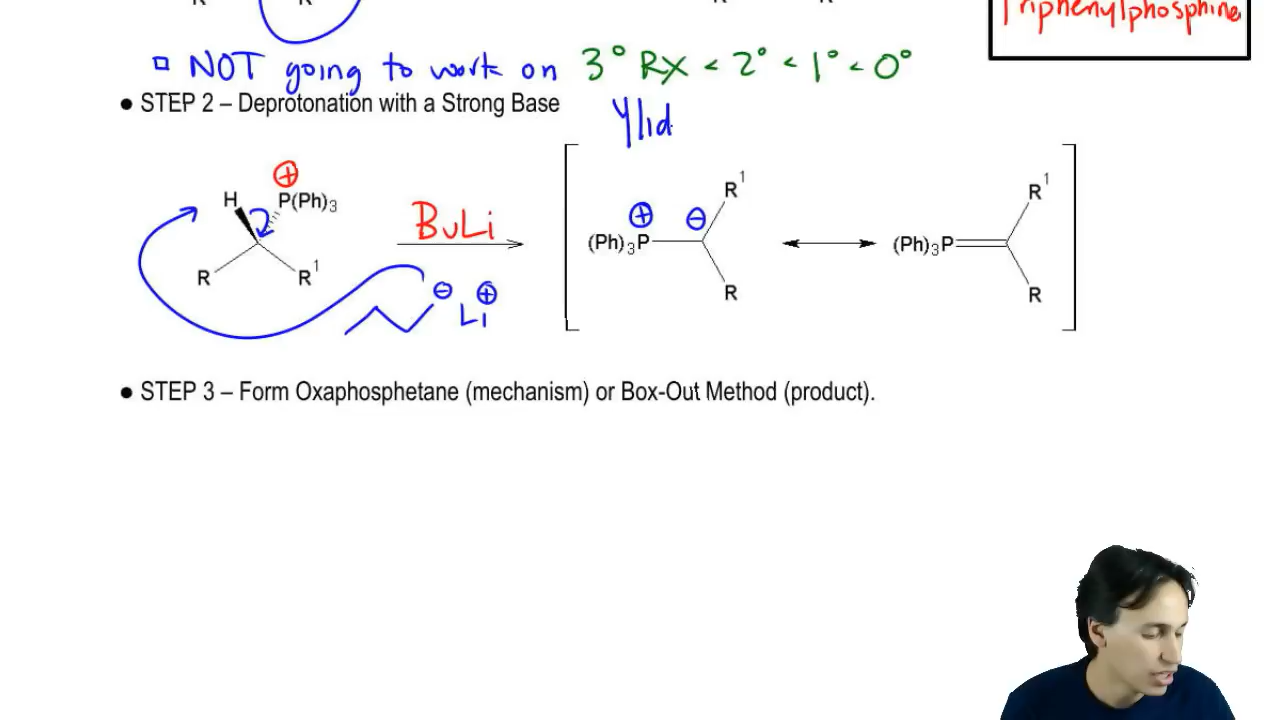 R R R R
Triphenylphosphine
NOT going to work on 3° RX < 2° < 1° < 0°
● STEP 2 – Deprotonation with a Strong Base
Ylid
H ⊕ P(Ph)3 R R1
BuLi
⊖ Li ⊕
(Ph)3P ⊕ ⊖ R1 R
(Ph)3P R1 R
● STEP 3 – Form Oxaphosphetane (mechanism) or Box-Out Method (product).